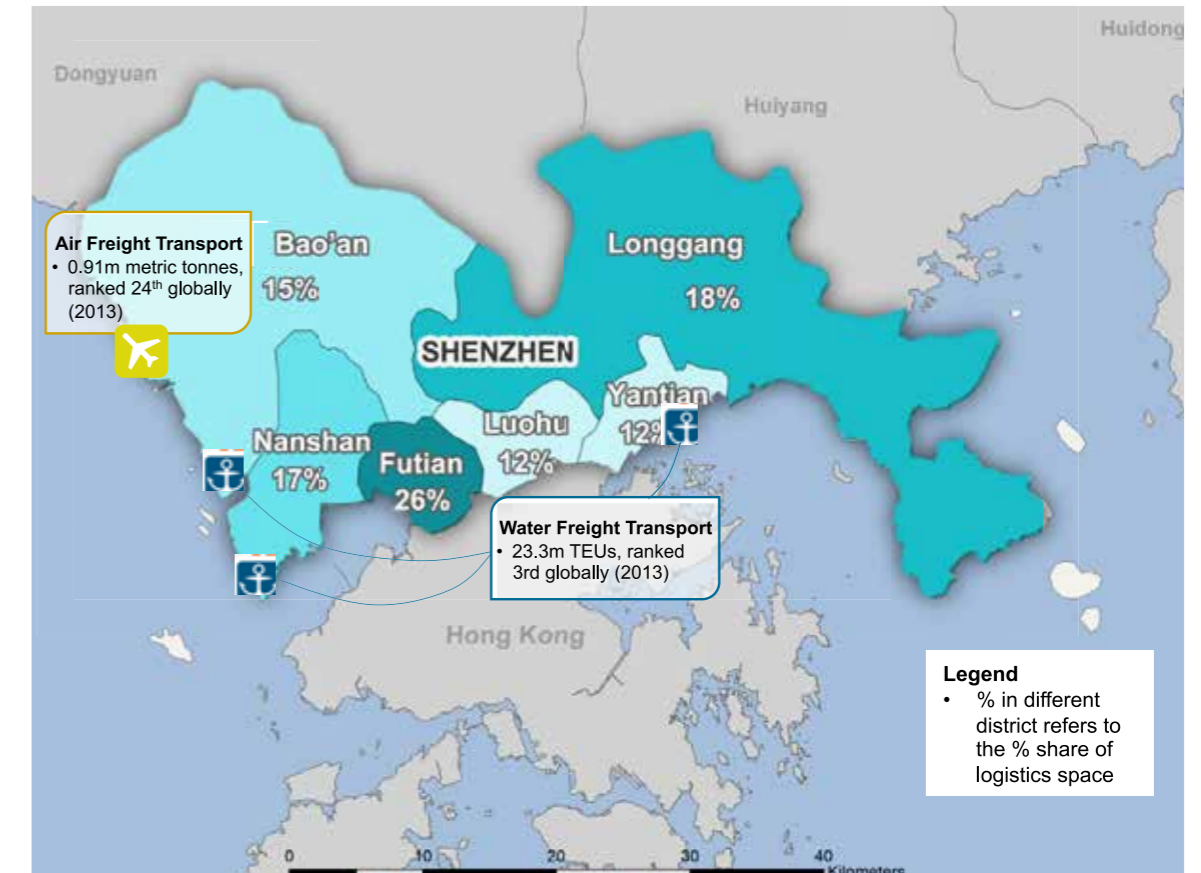 Huidong
Dongyuan
Huiyang
Air Freight Transport
• 0.91m metric tonnes,
ranked 24th globally
(2013)
Bao'an
15%
Longgang
18%
SHENZHEN
Yantian
12%
Luohu
12%
Nanshan
17%
Futian
26%
Water Freight Transport
• 23.3m TEUs, ranked
3rd globally (2013)
Hong Kong
Legend
• % in different
district refers to
the % share of
logistics space
0 10 20 30 40
Kilometers